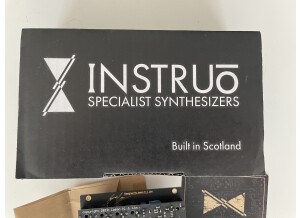 INSTRUō
SPECIALIST SYNTHESIZERS
Built in Scotland